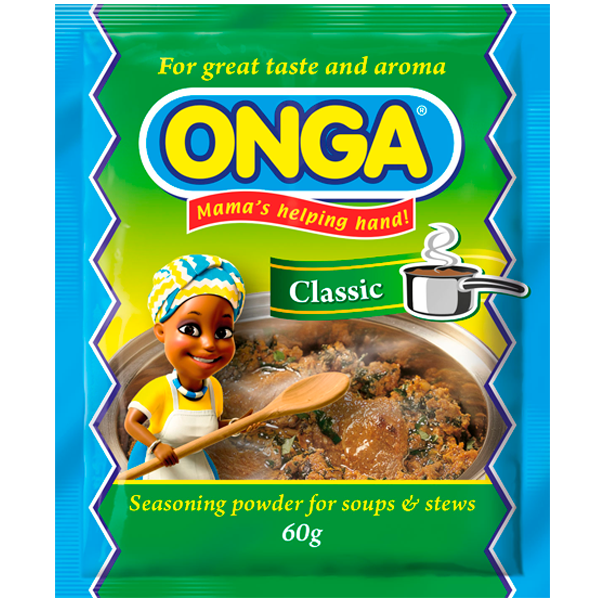 For great taste and aroma
ONGA®
Mama's helping hand!
Classic
Seasoning powder for soups & stews
60g